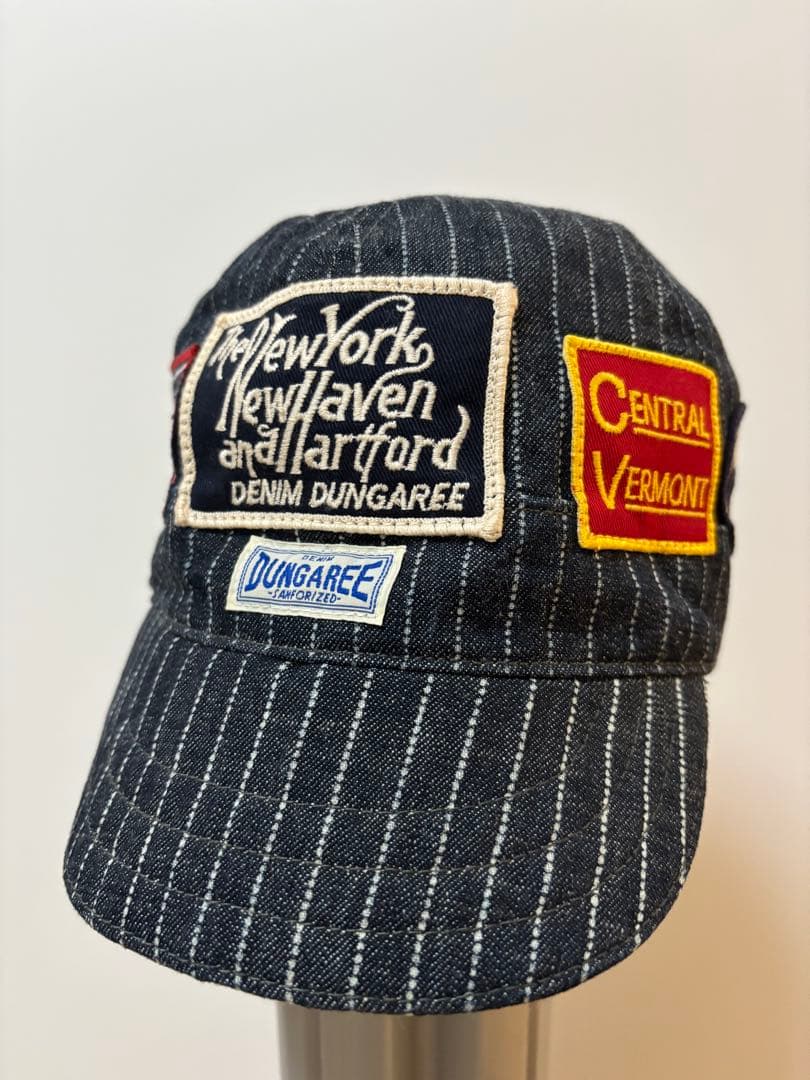 The New York,
New Haven
and Hartford
DENIM DUNGAREE
DENIM
DUNGAREE
-SANFORIZED-
CENTRAL
VERMONT